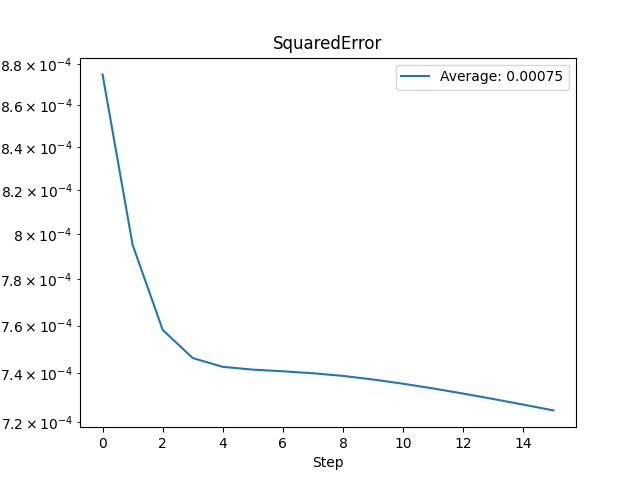 SquaredError
Average: 0.00075
8.8 × 10⁻⁴
8.6 × 10⁻⁴
8.4 × 10⁻⁴
8.2 × 10⁻⁴
8 × 10⁻⁴
7.8 × 10⁻⁴
7.6 × 10⁻⁴
7.4 × 10⁻⁴
7.2 × 10⁻⁴
0 2 4 6 8 10 12 14
Step